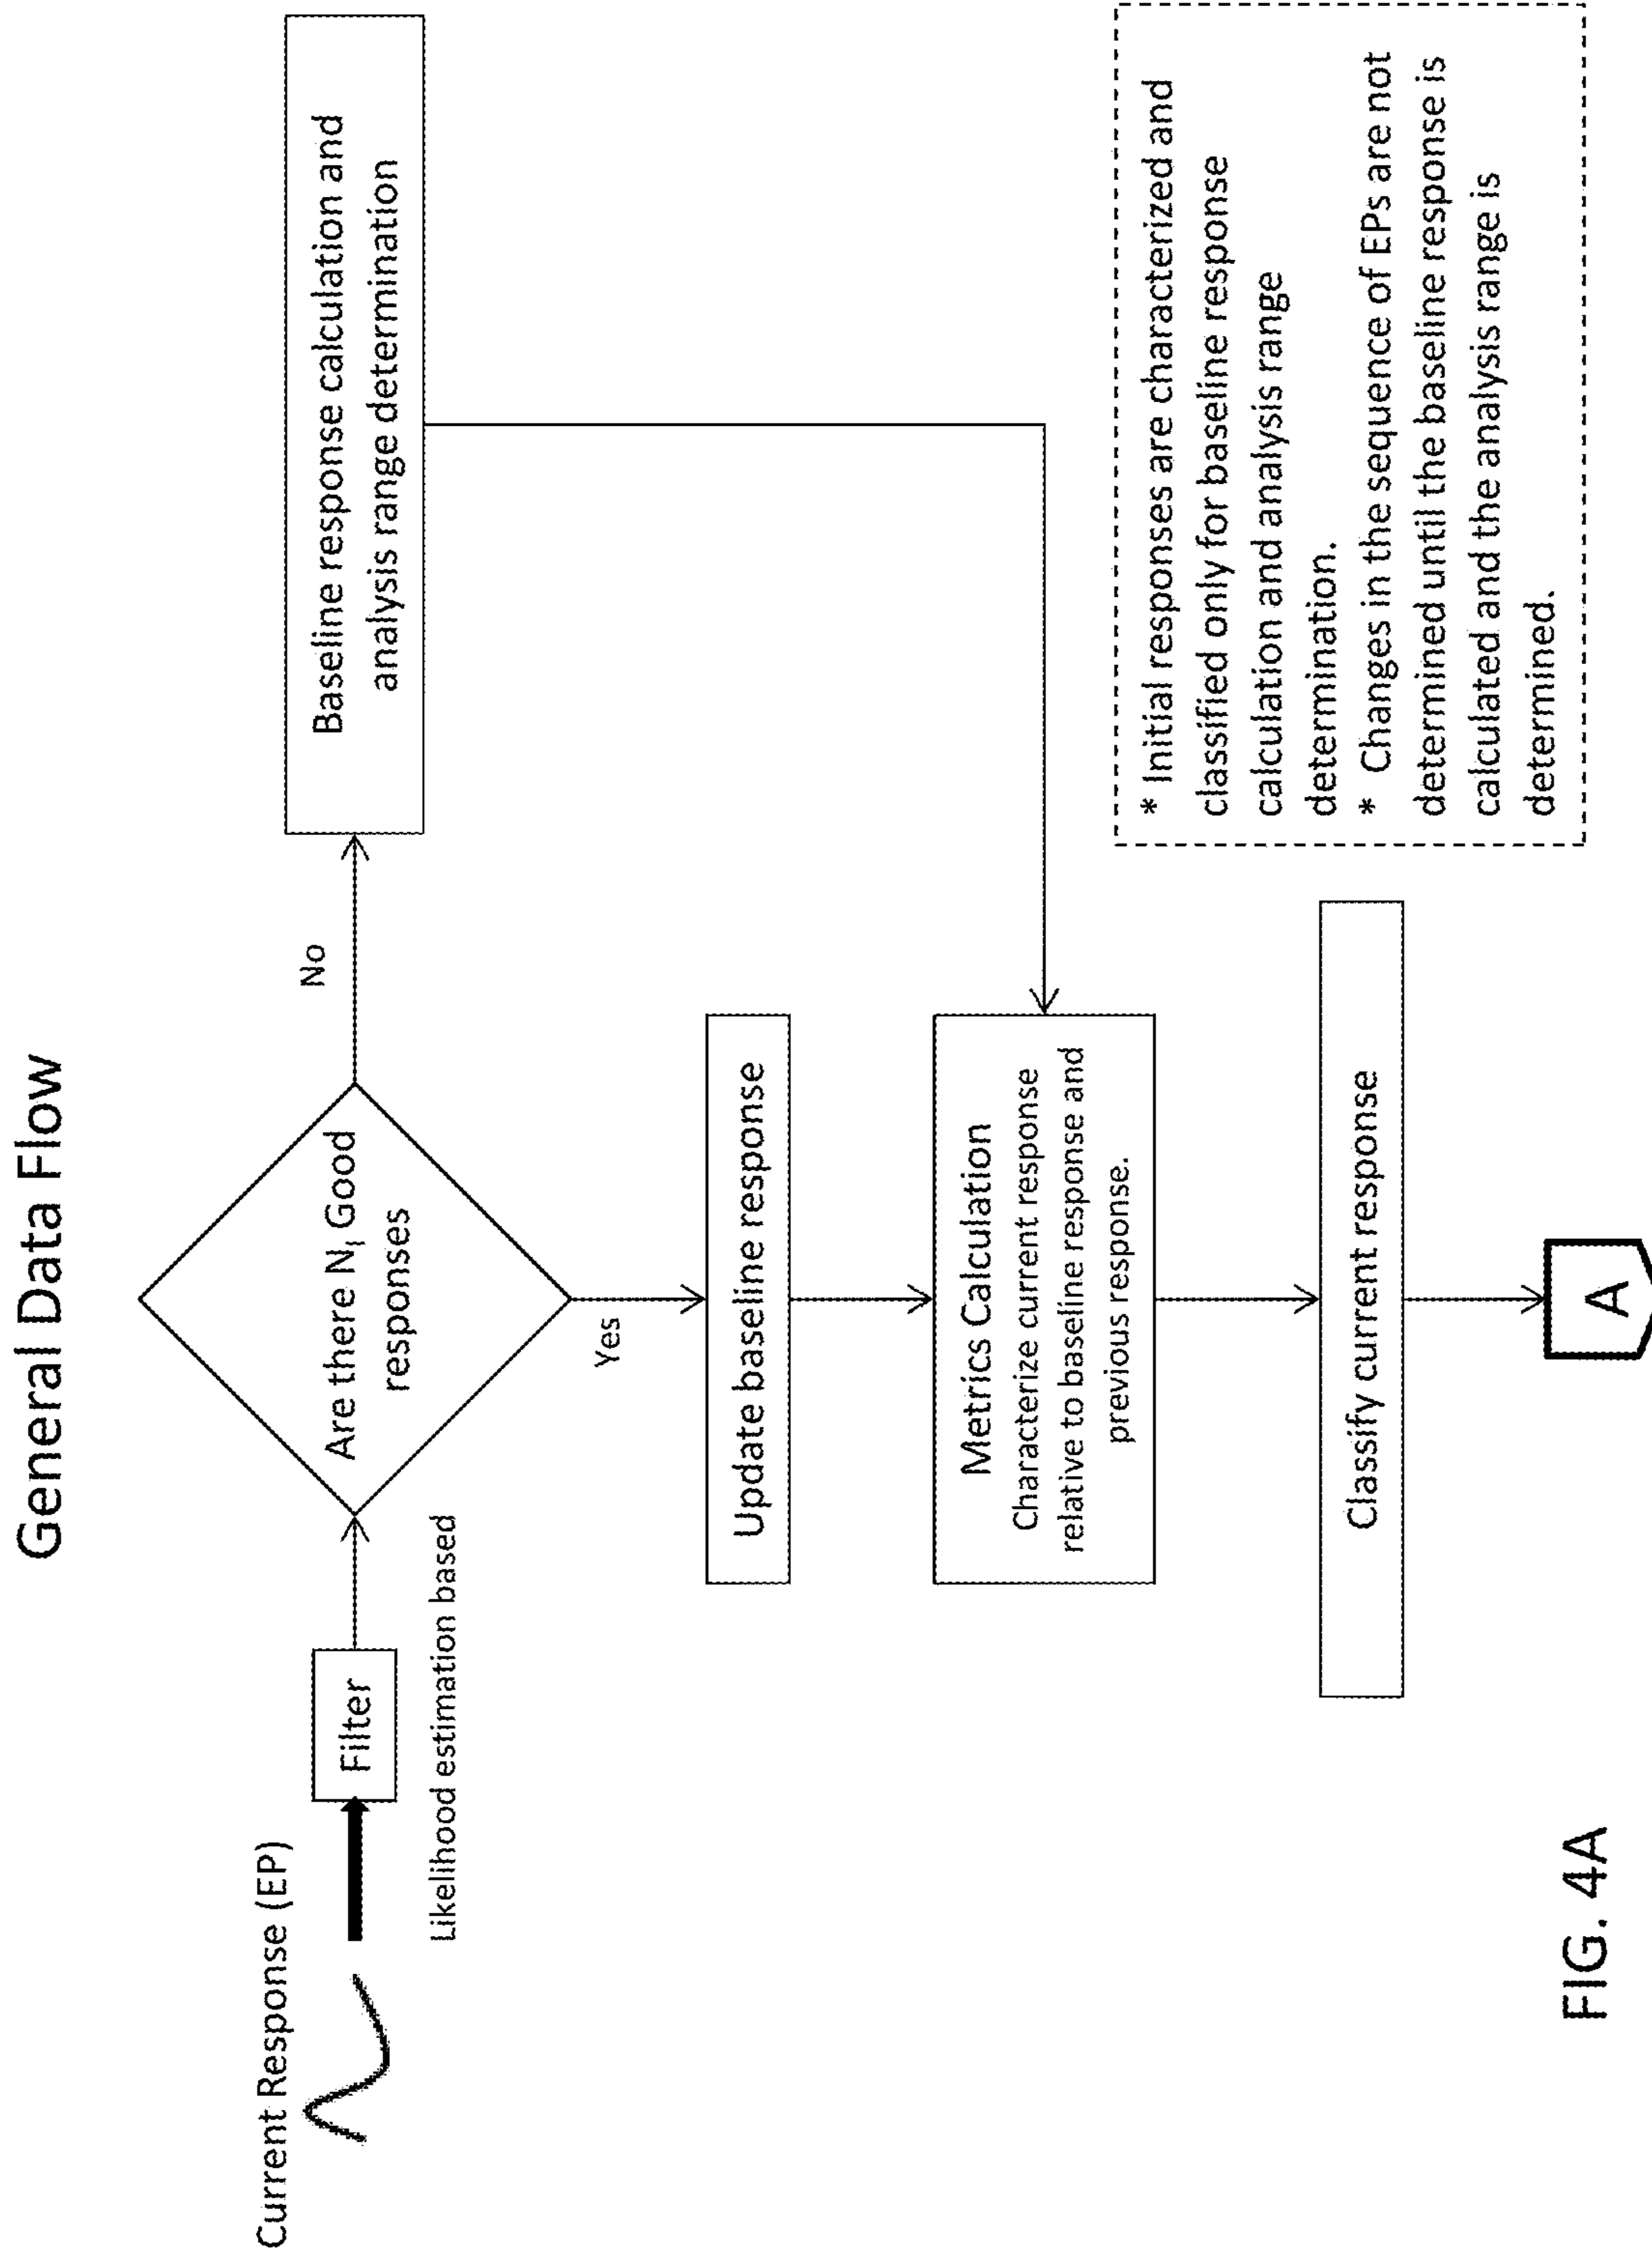 General Data Flow
Current Response (EP)
Filter
Likelihood estimation based
Are there N_I Good
responses
No
Yes
Baseline response calculation and
analysis range determination
Update baseline response
Metrics Calculation
Characterize current response
relative to baseline response and
previous response.
Classify current response
A
* Initial responses are characterized and
classified only for baseline response
calculation and analysis range
determination.
* Changes in the sequence of EPs are not
determined until the baseline response is
calculated and the analysis range is
determined.
FIG. 4A